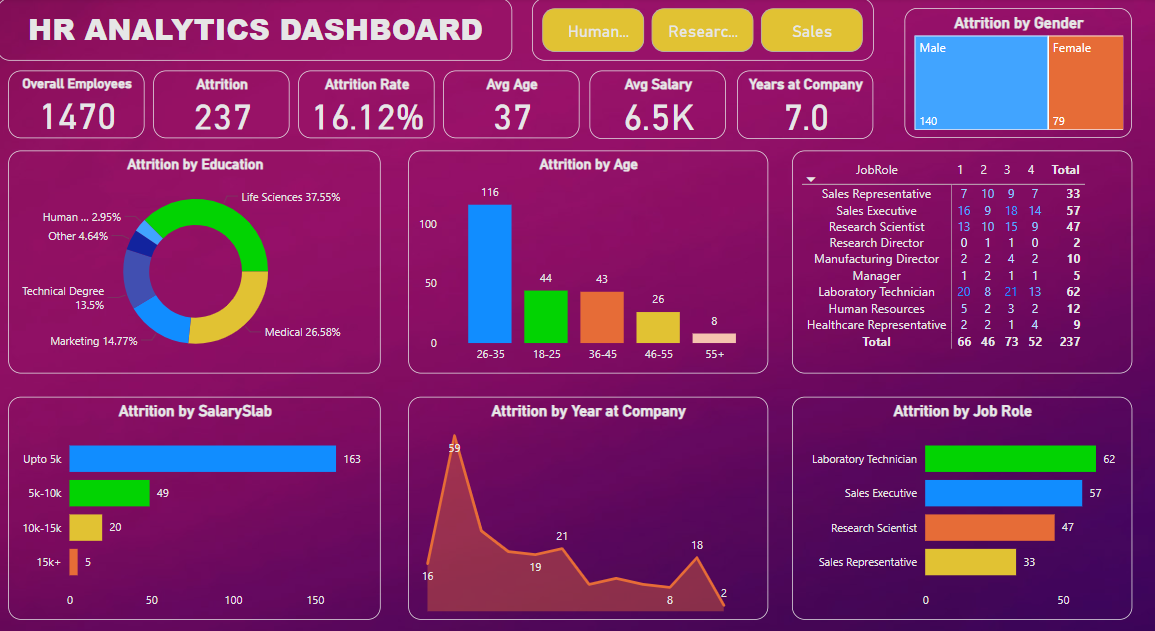 HR ANALYTICS DASHBOARD
Human...
Researc...
Sales
Attrition by Gender
Male
Female
140
79
Overall Employees
1470
Attrition
237
Attrition Rate
16.12%
Avg Age
37
Avg Salary
6.5K
Years at Company
7.0
Attrition by Education
Life Sciences 37.55%
Human ... 2.95%
Other 4.64%
Technical Degree
13.5%
Marketing 14.77%
Medical 26.58%
Attrition by Age
116
100
44
43
50
26
8
0
26-35 18-25 36-45 46-55 55+
JobRole 1 2 3 4 Total
Sales Representative 7 10 9 7 33
Sales Executive 16 9 18 14 57
Research Scientist 13 10 15 9 47
Research Director 0 1 1 0 2
Manufacturing Director 2 2 4 2 10
Manager 1 2 1 1 5
Laboratory Technician 20 8 21 13 62
Human Resources 5 2 3 2 12
Healthcare Representative 2 2 1 4 9
Total 66 46 73 52 237
Attrition by SalarySlab
Upto 5k 163
5k-10k 49
10k-15k 20
15k+ 5
0 50 100 150
Attrition by Year at Company
59
21
18
16
19
8
2
Attrition by Job Role
Laboratory Technician 62
Sales Executive 57
Research Scientist 47
Sales Representative 33
0 50